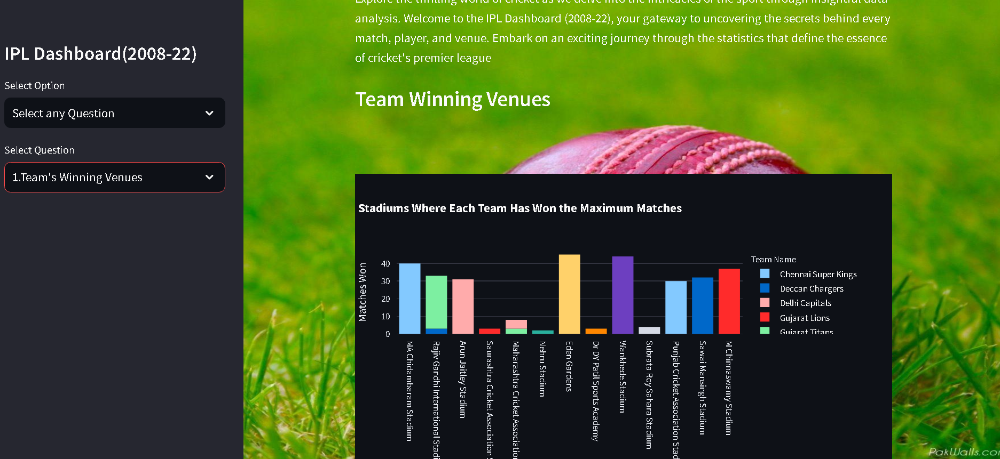 IPL Dashboard(2008-22)
Select Option
Select any Question
Select Question
1.Team's Winning Venues
Explore the thrilling world of cricket as we delve into the intricacies of the sport through insightful data
analysis. Welcome to the IPL Dashboard (2008-22), your gateway to uncovering the secrets behind every
match, player, and venue. Embark on an exciting journey through the statistics that define the essence
of cricket's premier league
Team Winning Venues
Stadiums Where Each Team Has Won the Maximum Matches
Matches Won
40
30
20
10
0
MA Chidambaram Stadium
Rajiv Gandhi International Stadi
Arun Jaitley Stadium
Saurashtra Cricket Association S
Maharashtra Cricket Association
Nehru Stadium
Eden Gardens
Dr DY Patil Sports Academy
Wankhede Stadium
Subrata Roy Sahara Stadium
Punjab Cricket Association Stad
Sawai Mansingh Stadium
M Chinnaswamy Stadium
Team Name
Chennai Super Kings
Deccan Chargers
Delhi Capitals
Gujarat Lions
Gujarat Titans
PakWalls.co